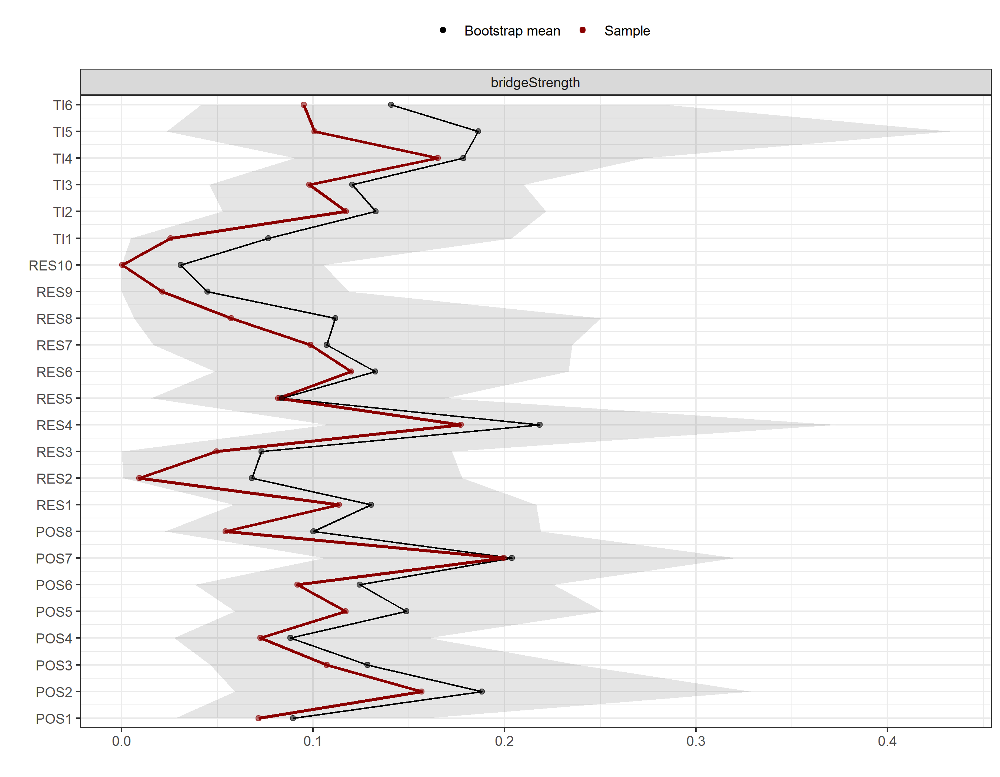 Bootstrap mean Sample
bridgeStrength
TI6
TI5
TI4
TI3
TI2
TI1
RES10
RES9
RES8
RES7
RES6
RES5
RES4
RES3
RES2
RES1
POS8
POS7
POS6
POS5
POS4
POS3
POS2
POS1
0.0 0.1 0.2 0.3 0.4